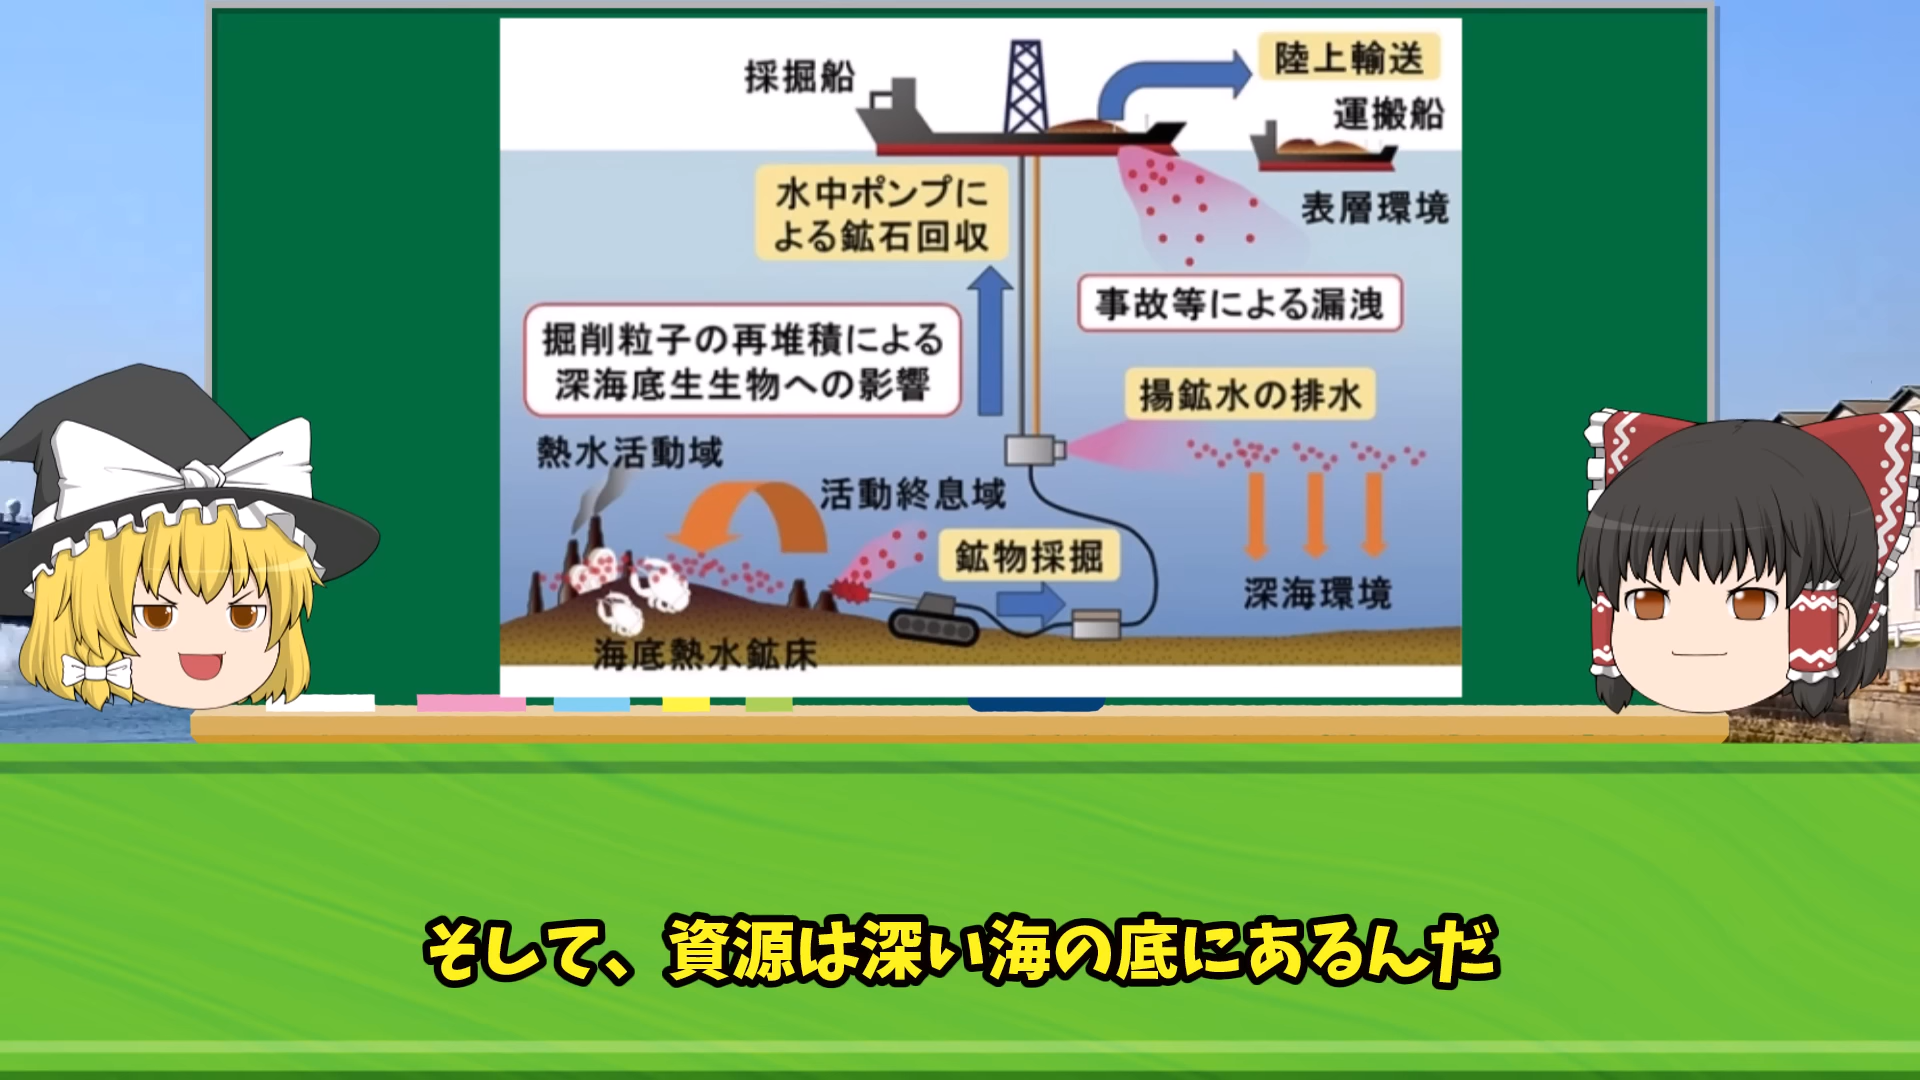 採掘船
陸上輸送
運搬船
水中ポンプに
よる鉱石回収
表層環境
事故等による漏洩
掘削粒子の再堆積による
深海底生生物への影響
揚鉱水の排水
熱水活動域
活動終息域
鉱物採掘
深海環境
海底熱水鉱床
そして、資源は深い海の底にあるんだ